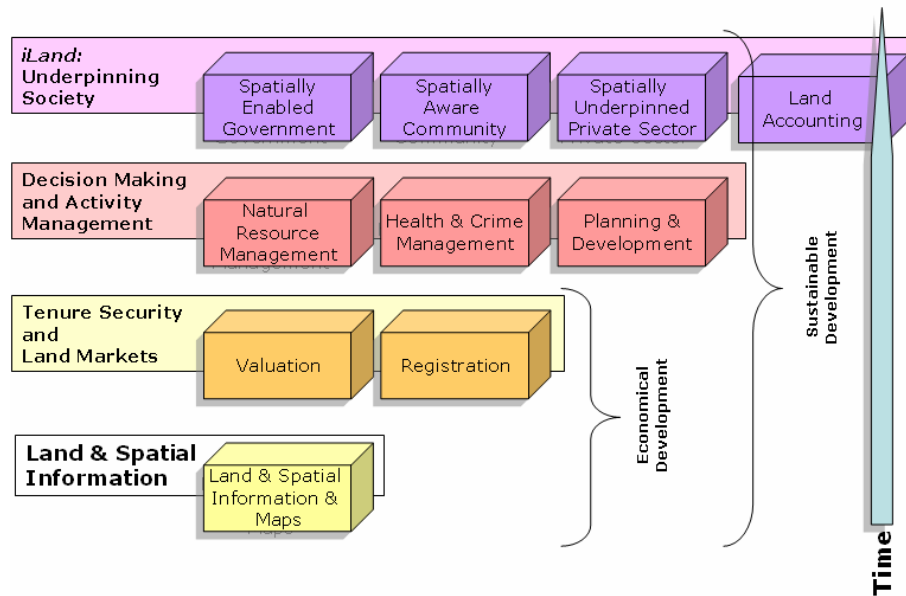 iLand:
Underpinning
Society
Spatially
Enabled
Government
Spatially
Aware
Community
Spatially
Underpinned
Private Sector
Land
Accounting
Decision Making
and Activity
Management
Natural
Resource
Management
Health & Crime
Management
Planning &
Development
Tenure Security
and
Land Markets
Valuation
Registration
Land & Spatial
Information
Land & Spatial
Information &
Maps
Economical
Development
Sustainable
Development
Time